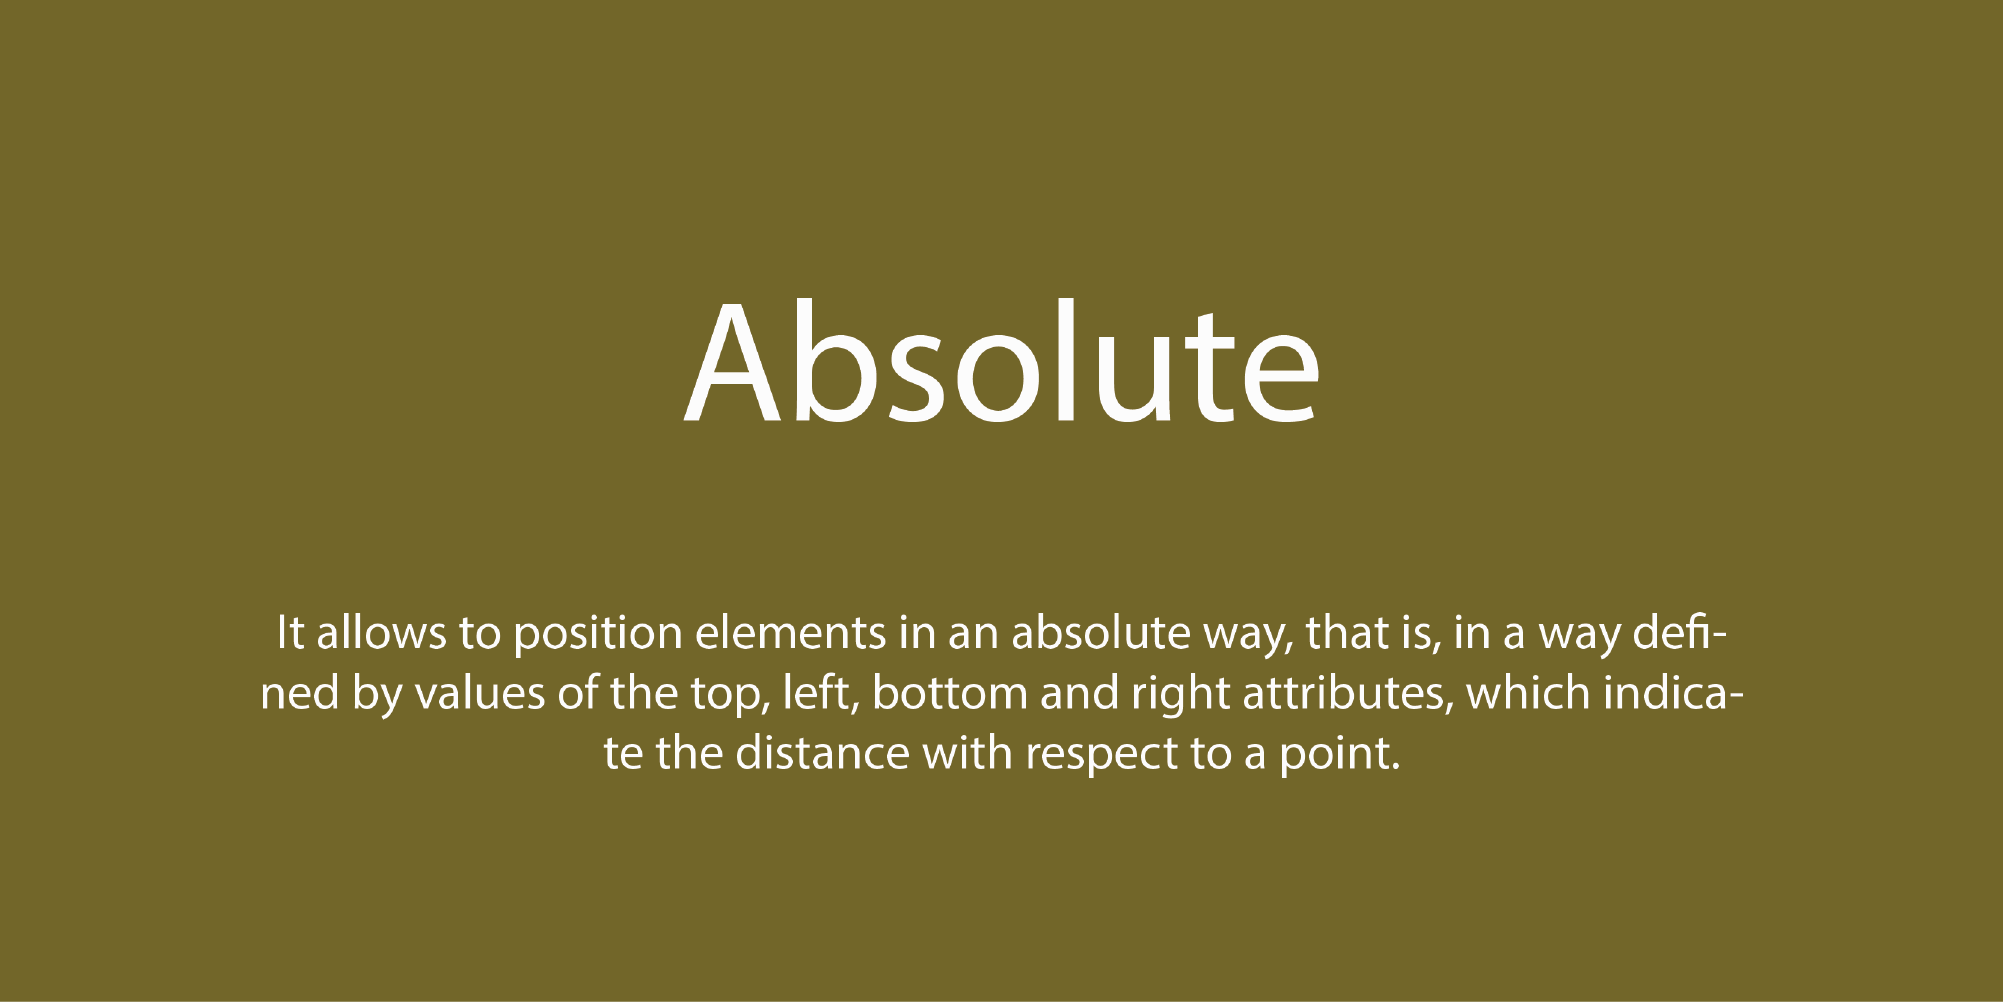 Absolute
It allows to position elements in an absolute way, that is, in a way defi-
ned by values of the top, left, bottom and right attributes, which indica-
te the distance with respect to a point.